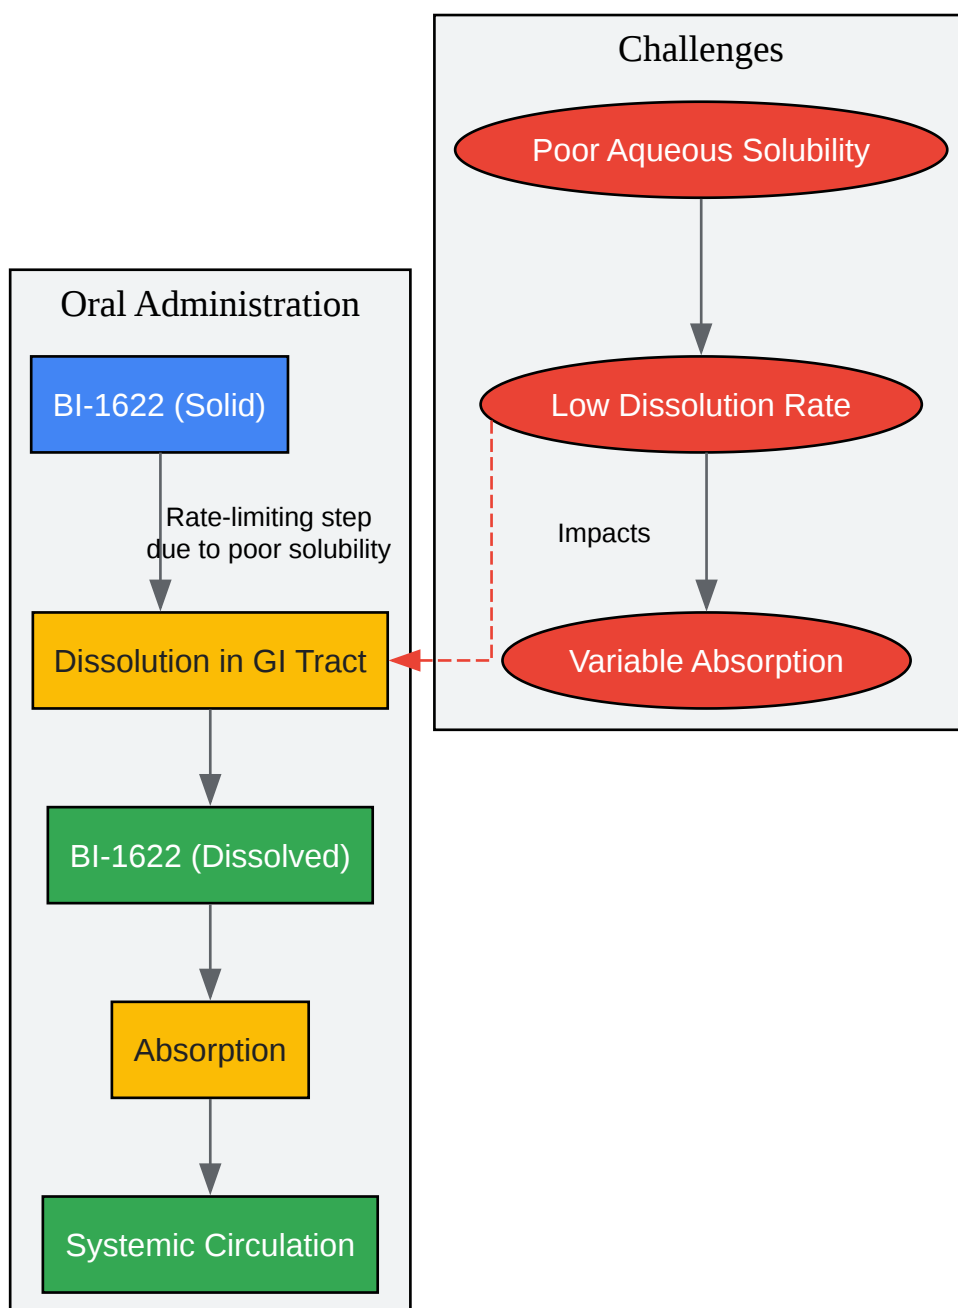 Challenges
Poor Aqueous Solubility
Low Dissolution Rate
Impacts
Variable Absorption
Oral Administration
BI-1622 (Solid)
Rate-limiting step
due to poor solubility
Dissolution in GI Tract
BI-1622 (Dissolved)
Absorption
Systemic Circulation